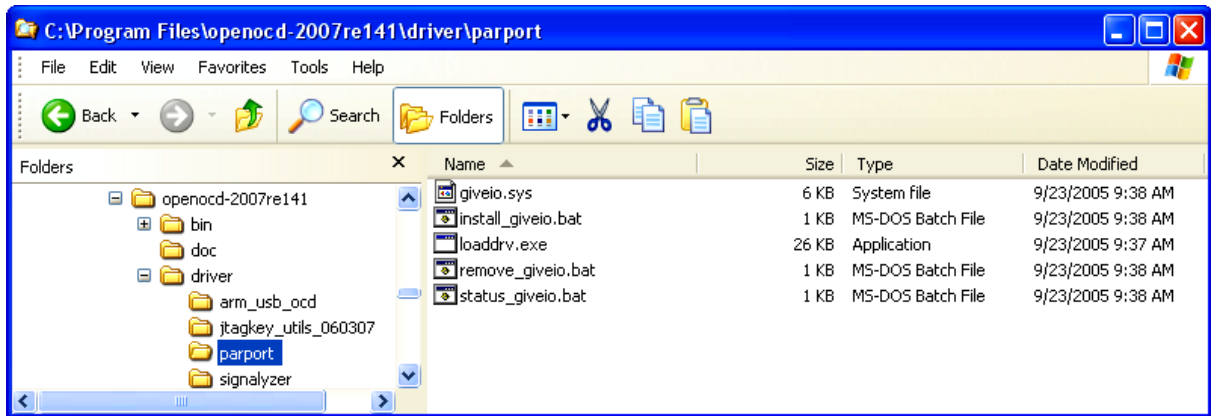 C:\Program Files\openocd-2007re141\driver\parport
File Edit View Favorites Tools Help
Back Search Folders
Folders × Name Size Type Date Modified
openocd-2007re141
bin
doc
driver
arm_usb_ocd
jtagkey_utils_060307
parport
signalyzer
giveio.sys 6 KB System file 9/23/2005 9:38 AM
install_giveio.bat 1 KB MS-DOS Batch File 9/23/2005 9:38 AM
loaddrv.exe 26 KB Application 9/23/2005 9:37 AM
remove_giveio.bat 1 KB MS-DOS Batch File 9/23/2005 9:38 AM
status_giveio.bat 1 KB MS-DOS Batch File 9/23/2005 9:38 AM